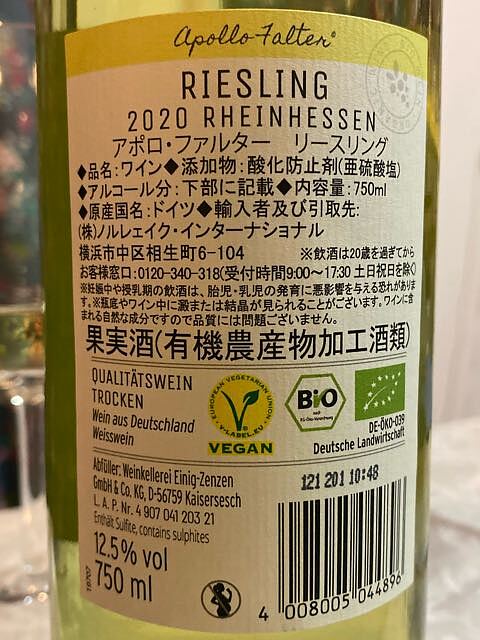 Apollo Falter®
RIESLING
2020 RHEINHESSEN
アポロ・ファルター リースリング
◆品名:ワイン◆添加物:酸化防止剤(亜硫酸塩)
◆アルコール分:下部に記載◆内容量:750ml
◆原産国名:ドイツ◆輸入者及び引取先:
(株)ノルレェイク・インターナショナル
横浜市中区相生町6-104 ※飲酒は20歳を過ぎてから
お客様窓口:0120-340-318(受付時間9:00～17:30 土日祝日を除く)
※妊娠中や授乳期の飲酒は、胎児・乳児の発育に悪影響を与える恐れがありま
す。※瓶底やワイン中に澱または結晶が見られることがございます。ワインに含
まれる自然な成分ですので品質には問題ございません。
果実酒(有機農産物加工酒類)
QUALITÄTSWEIN
TROCKEN
Wein aus Deutschland
Weisswein
EUROPEAN VEGETARIAN UNION
V-LABEL.EU
VEGAN
BiO
nach
EG-Öko-Verordnung
DE-ÖKO-039
Deutsche Landwirtschaft
Abfüller: Weinkellerei Einig-Zenzen
GmbH & Co. KG, D-56759 Kaisersesch
L. A. P. Nr. 4 907 041 203 21
Enthält Sulfite, contains sulphites
12.5% vol
750 ml
121 201 10:48
19707
4 008005 044896